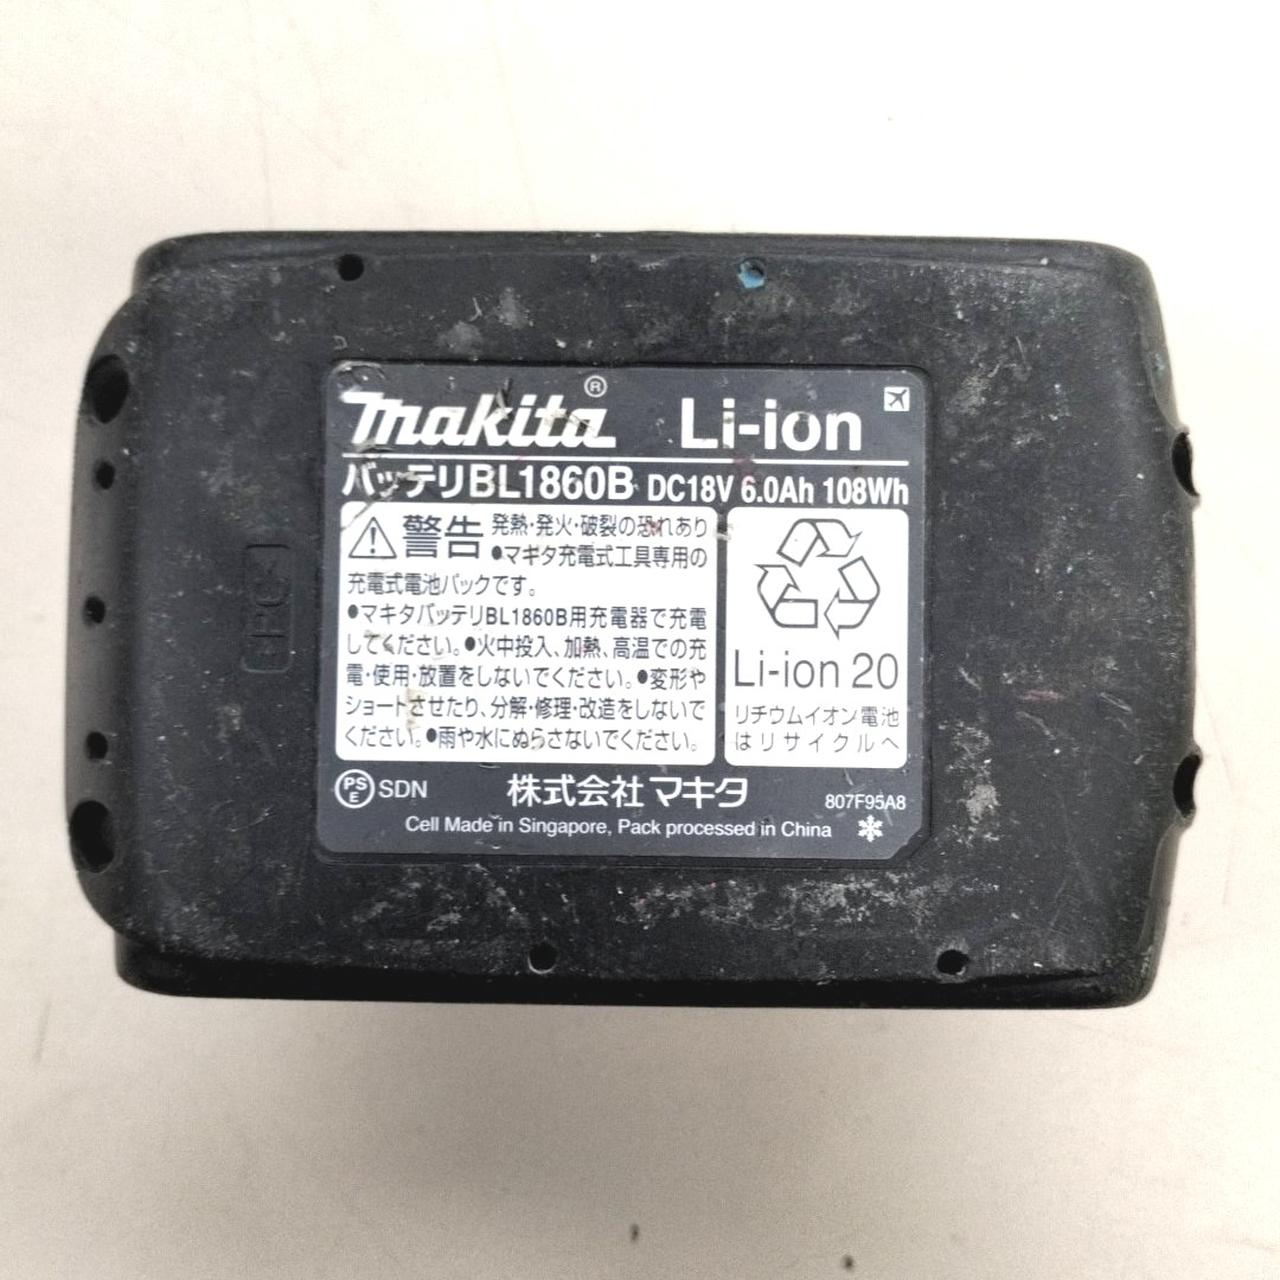 makita® Li-ion
バッテリBL1860B DC18V 6.0Ah 108Wh
警告 発熱・発火・破裂の恐れあり
●マキタ充電式工具専用の
充電式電池パックです。
●マキタバッテリBL1860B用充電器で充電
してください。●火中投入、加熱、高温での充
電・使用・放置をしないでください。●変形や
ショートさせたり、分解・修理・改造をしないで
ください。●雨や水にぬらさないでください。
Li-ion 20
リチウムイオン電池
はリサイクルへ
PSE SDN 株式会社マキタ 807F95A8
Cell Made in Singapore, Pack processed in China